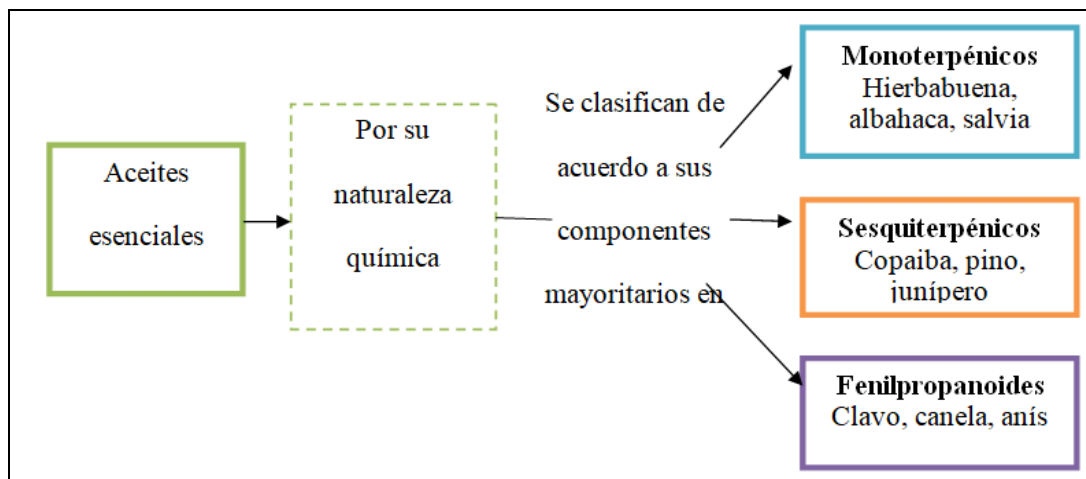 Aceites
esenciales
Por su
naturaleza
química
Se clasifican de
acuerdo a sus
componentes
mayoritarios en
Monoterpénicos
Hierbabuena,
albahaca, salvia
Sesquiterpénicos
Copaiba, pino,
junípero
Fenilpropanoides
Clavo, canela, anís